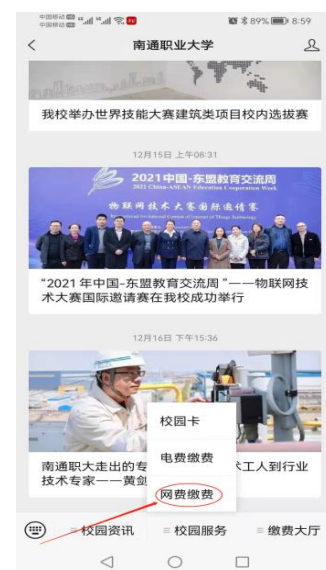 中国移动 HD 4G
中国移动 HD
89% 8:59
南通职业大学
我校举办世界技能大赛建筑类项目校内选拔赛
12月15日 上午08:31
2021中国-东盟教育交流周
2021 China-ASEAN Education Cooperation Week
物联网技术大赛国际邀请赛
“2021年中国-东盟教育交流周”——物联网技
术大赛国际邀请赛在我校成功举行
12月16日 下午15:36
校园卡
电费缴费
网费缴费
南通职大走出的专
术工人到行业
技术专家——黄剑
校园资讯
校园服务
缴费大厅